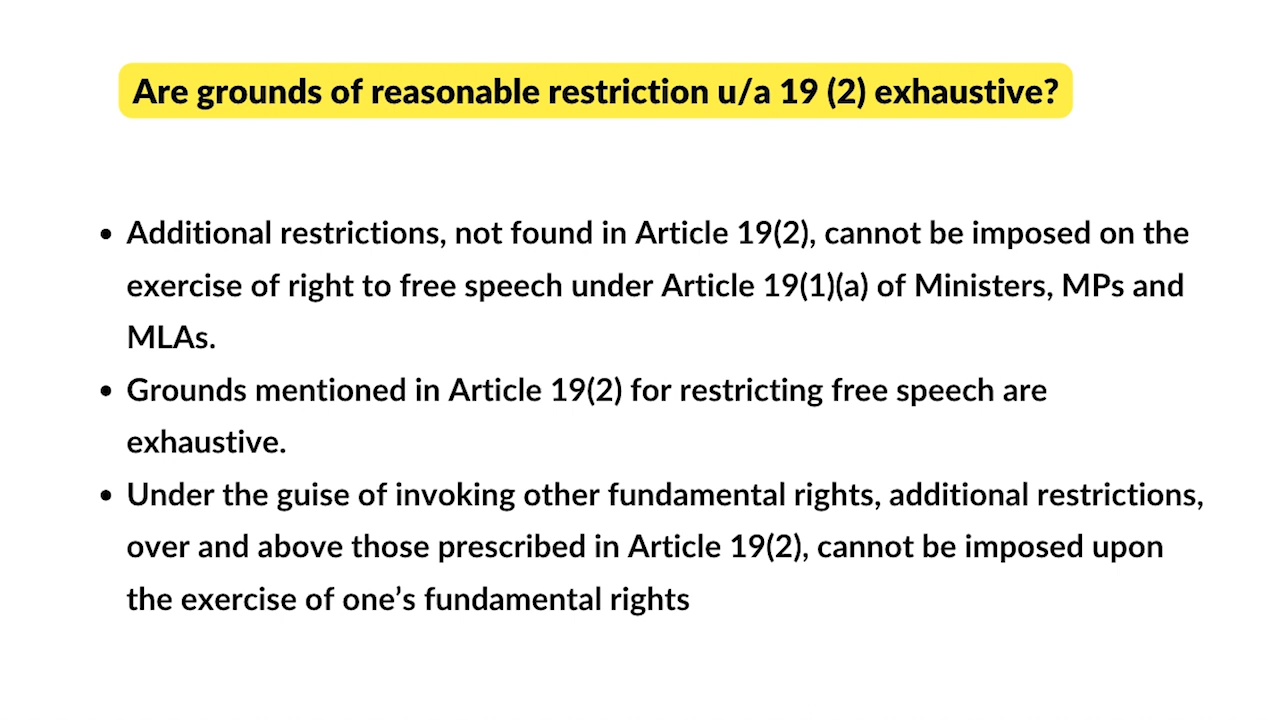 Are grounds of reasonable restriction u/a 19 (2) exhaustive?
• Additional restrictions, not found in Article 19(2), cannot be imposed on the
exercise of right to free speech under Article 19(1)(a) of Ministers, MPs and
MLAs.
• Grounds mentioned in Article 19(2) for restricting free speech are
exhaustive.
• Under the guise of invoking other fundamental rights, additional restrictions,
over and above those prescribed in Article 19(2), cannot be imposed upon
the exercise of one’s fundamental rights